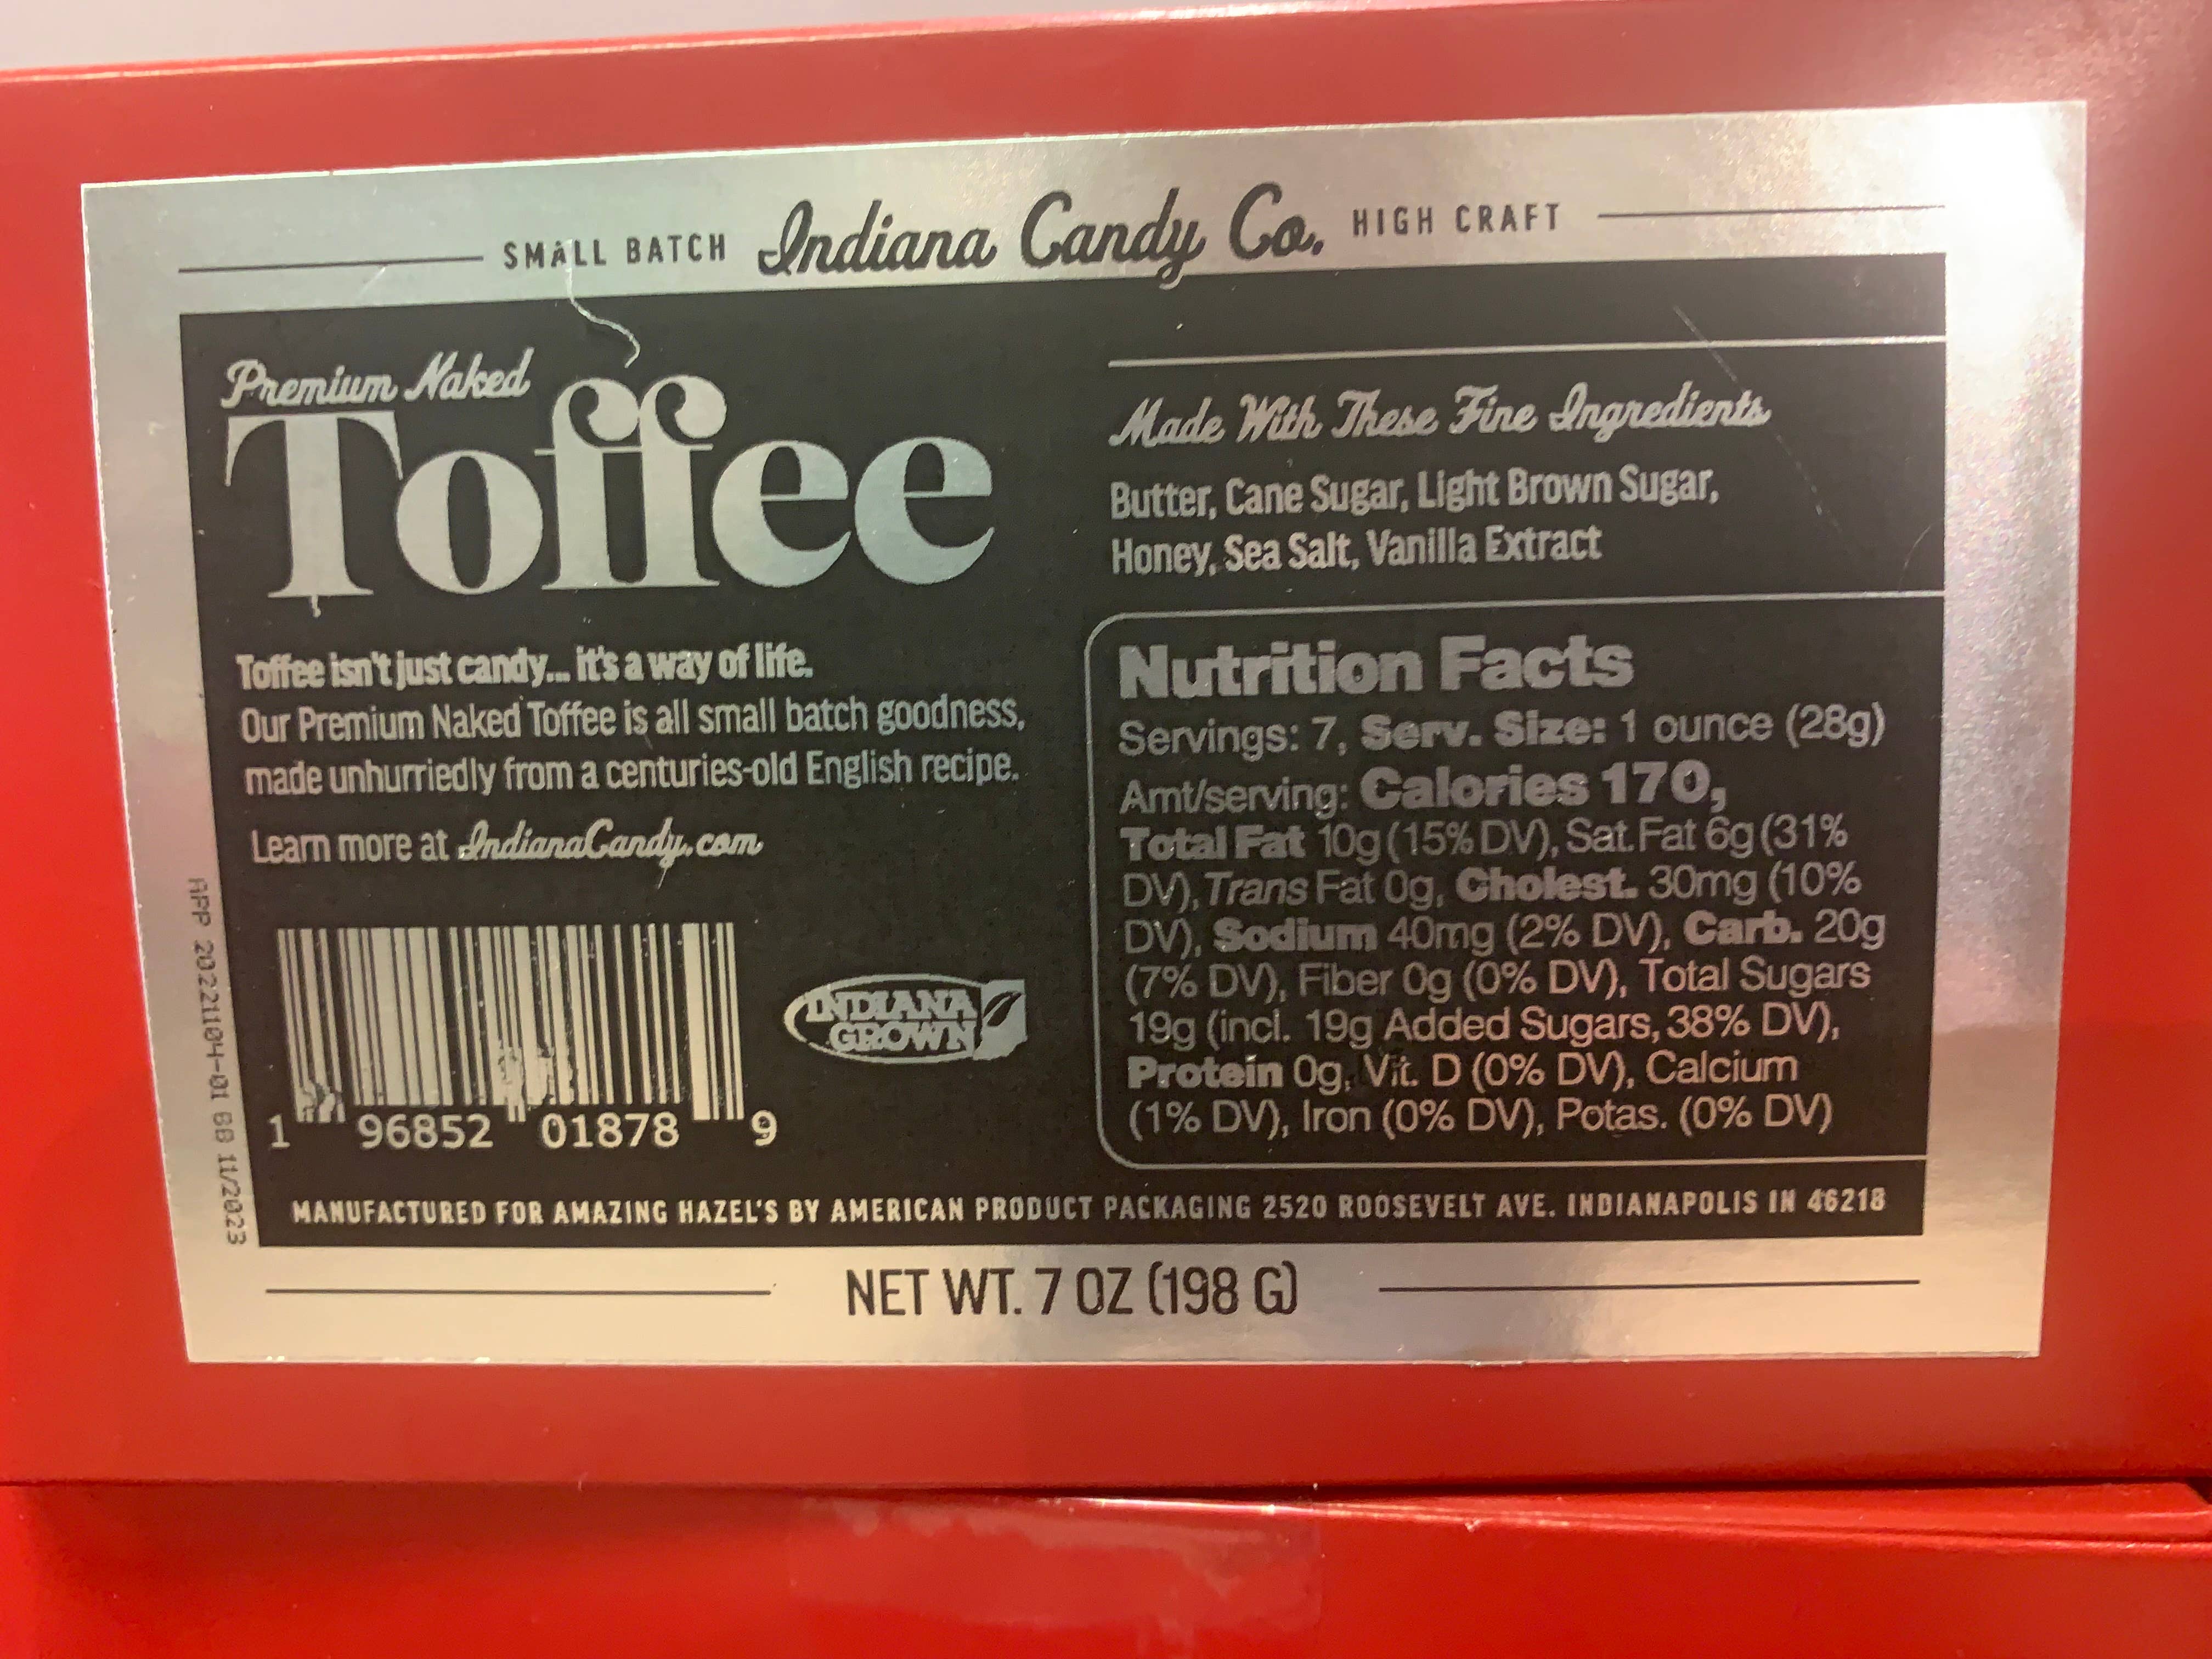 SMALL BATCH Indiana Candy Co. HIGH CRAFT
Premium Naked
Toffee
Toffee isn't just candy... it's a way of life.
Our Premium Naked Toffee is all small batch goodness,
made unhurriedly from a centuries-old English recipe.
Learn more at IndianaCandy.com
1 96852 01878 9
INDIANA
GROWN
APP 20221104-01 BB 11/2023
Made With These Fine Ingredients
Butter, Cane Sugar, Light Brown Sugar,
Honey, Sea Salt, Vanilla Extract
Nutrition Facts
Servings: 7, Serv. Size: 1 ounce (28g)
Amt/serving: Calories 170,
Total Fat 10g (15% DV), Sat. Fat 6g (31%
DV), Trans Fat 0g, Cholest. 30mg (10%
DV), Sodium 40mg (2% DV), Carb. 20g
(7% DV), Fiber 0g (0% DV), Total Sugars
19g (incl. 19g Added Sugars, 38% DV),
Protein 0g, Vit. D (0% DV), Calcium
(1% DV), Iron (0% DV), Potas. (0% DV)
MANUFACTURED FOR AMAZING HAZEL'S BY AMERICAN PRODUCT PACKAGING 2520 ROOSEVELT AVE. INDIANAPOLIS IN 46218
NET WT. 7 OZ (198 G)